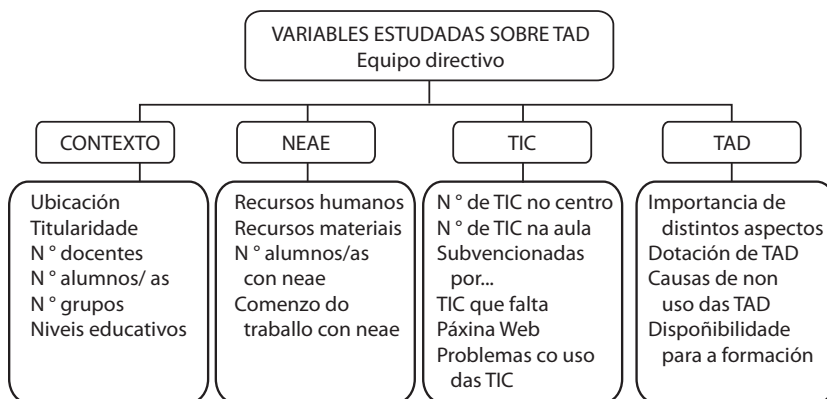 VARIABLES ESTUDADAS SOBRE TAD
Equipo directivo
CONTEXTO
NEAE
TIC
TAD
Ubicación
Titularidade
N ° docentes
N ° alumnos/ as
N ° grupos
Niveis educativos
Recursos humanos
Recursos materiais
N ° alumnos/as
con neae
Comenzo do
traballo con neae
N ° de TIC no centro
N ° de TIC na aula
Subvencionadas
por...
TIC que falta
Páxina Web
Problemas co uso
das TIC
Importancia de
distintos aspectos
Dotación de TAD
Causas de non
uso das TAD
Dispoñibilidade
para a formación